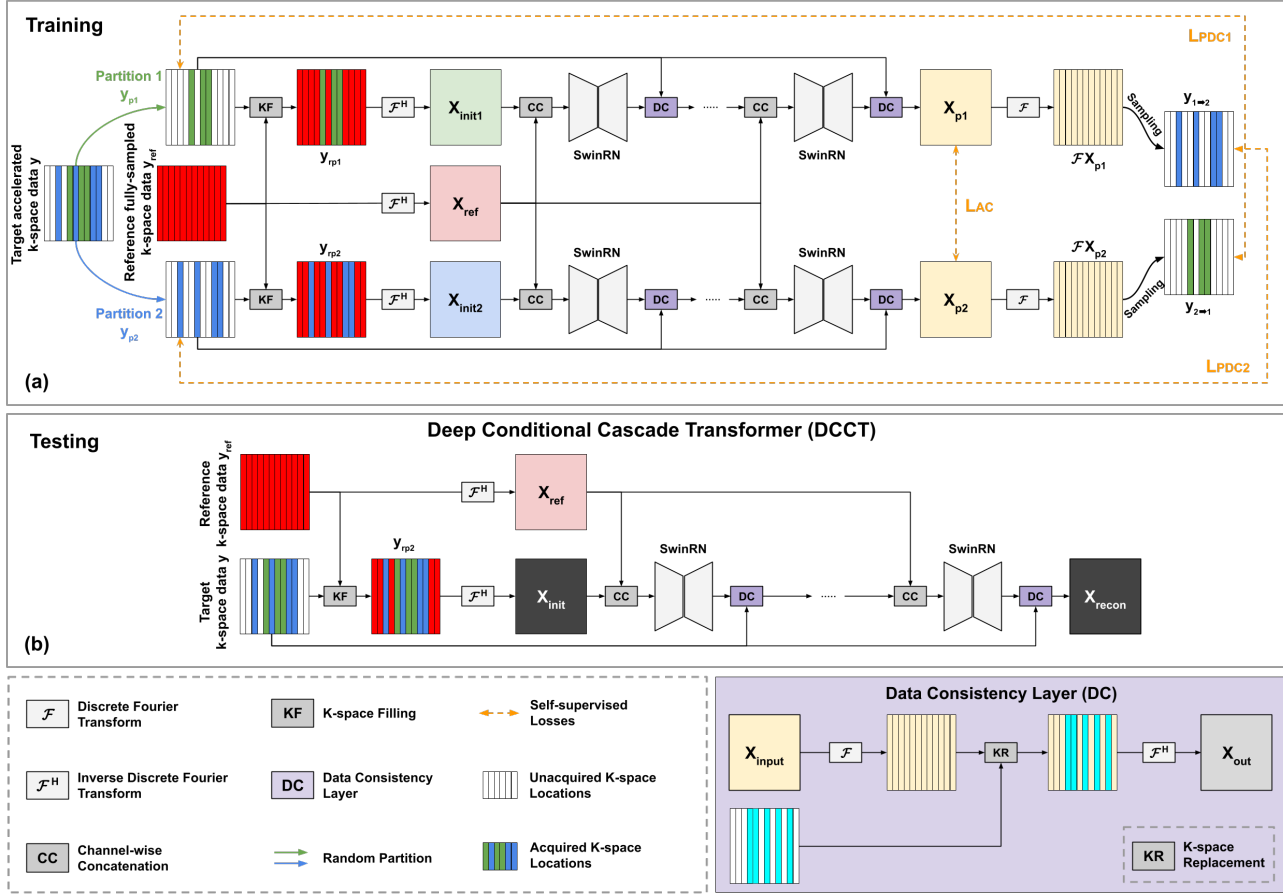 Training
LPDC1
Partition 1
yp1
KF
yrp1
𝓕H
Xinit1
CC
SwinRN
DC
.....
CC
SwinRN
DC
Xp1
𝓕
𝓕Xp1
Sampling
y1➡2
Target accelerated
k-space data y
Reference fully-sampled
k-space data yref
𝓕H
Xref
LAC
Partition 2
yp2
KF
yrp2
𝓕H
Xinit2
CC
SwinRN
DC
.....
CC
SwinRN
DC
Xp2
𝓕
𝓕Xp2
Sampling
y2➡1
LPDC2
(a)
Testing
Deep Conditional Cascade Transformer (DCCT)
Reference
k-space data yref
𝓕H
Xref
Target
k-space data y
KF
yrp2
𝓕H
Xinit
CC
SwinRN
DC
.....
CC
SwinRN
DC
Xrecon
(b)
𝓕
Discrete Fourier
Transform
KF
K-space Filling
Self-supervised
Losses
𝓕H
Inverse Discrete Fourier
Transform
DC
Data Consistency
Layer
Unacquired K-space
Locations
CC
Channel-wise
Concatenation
Random Partition
Acquired K-space
Locations
Data Consistency Layer (DC)
Xinput
𝓕
KR
𝓕H
Xout
KR
K-space
Replacement